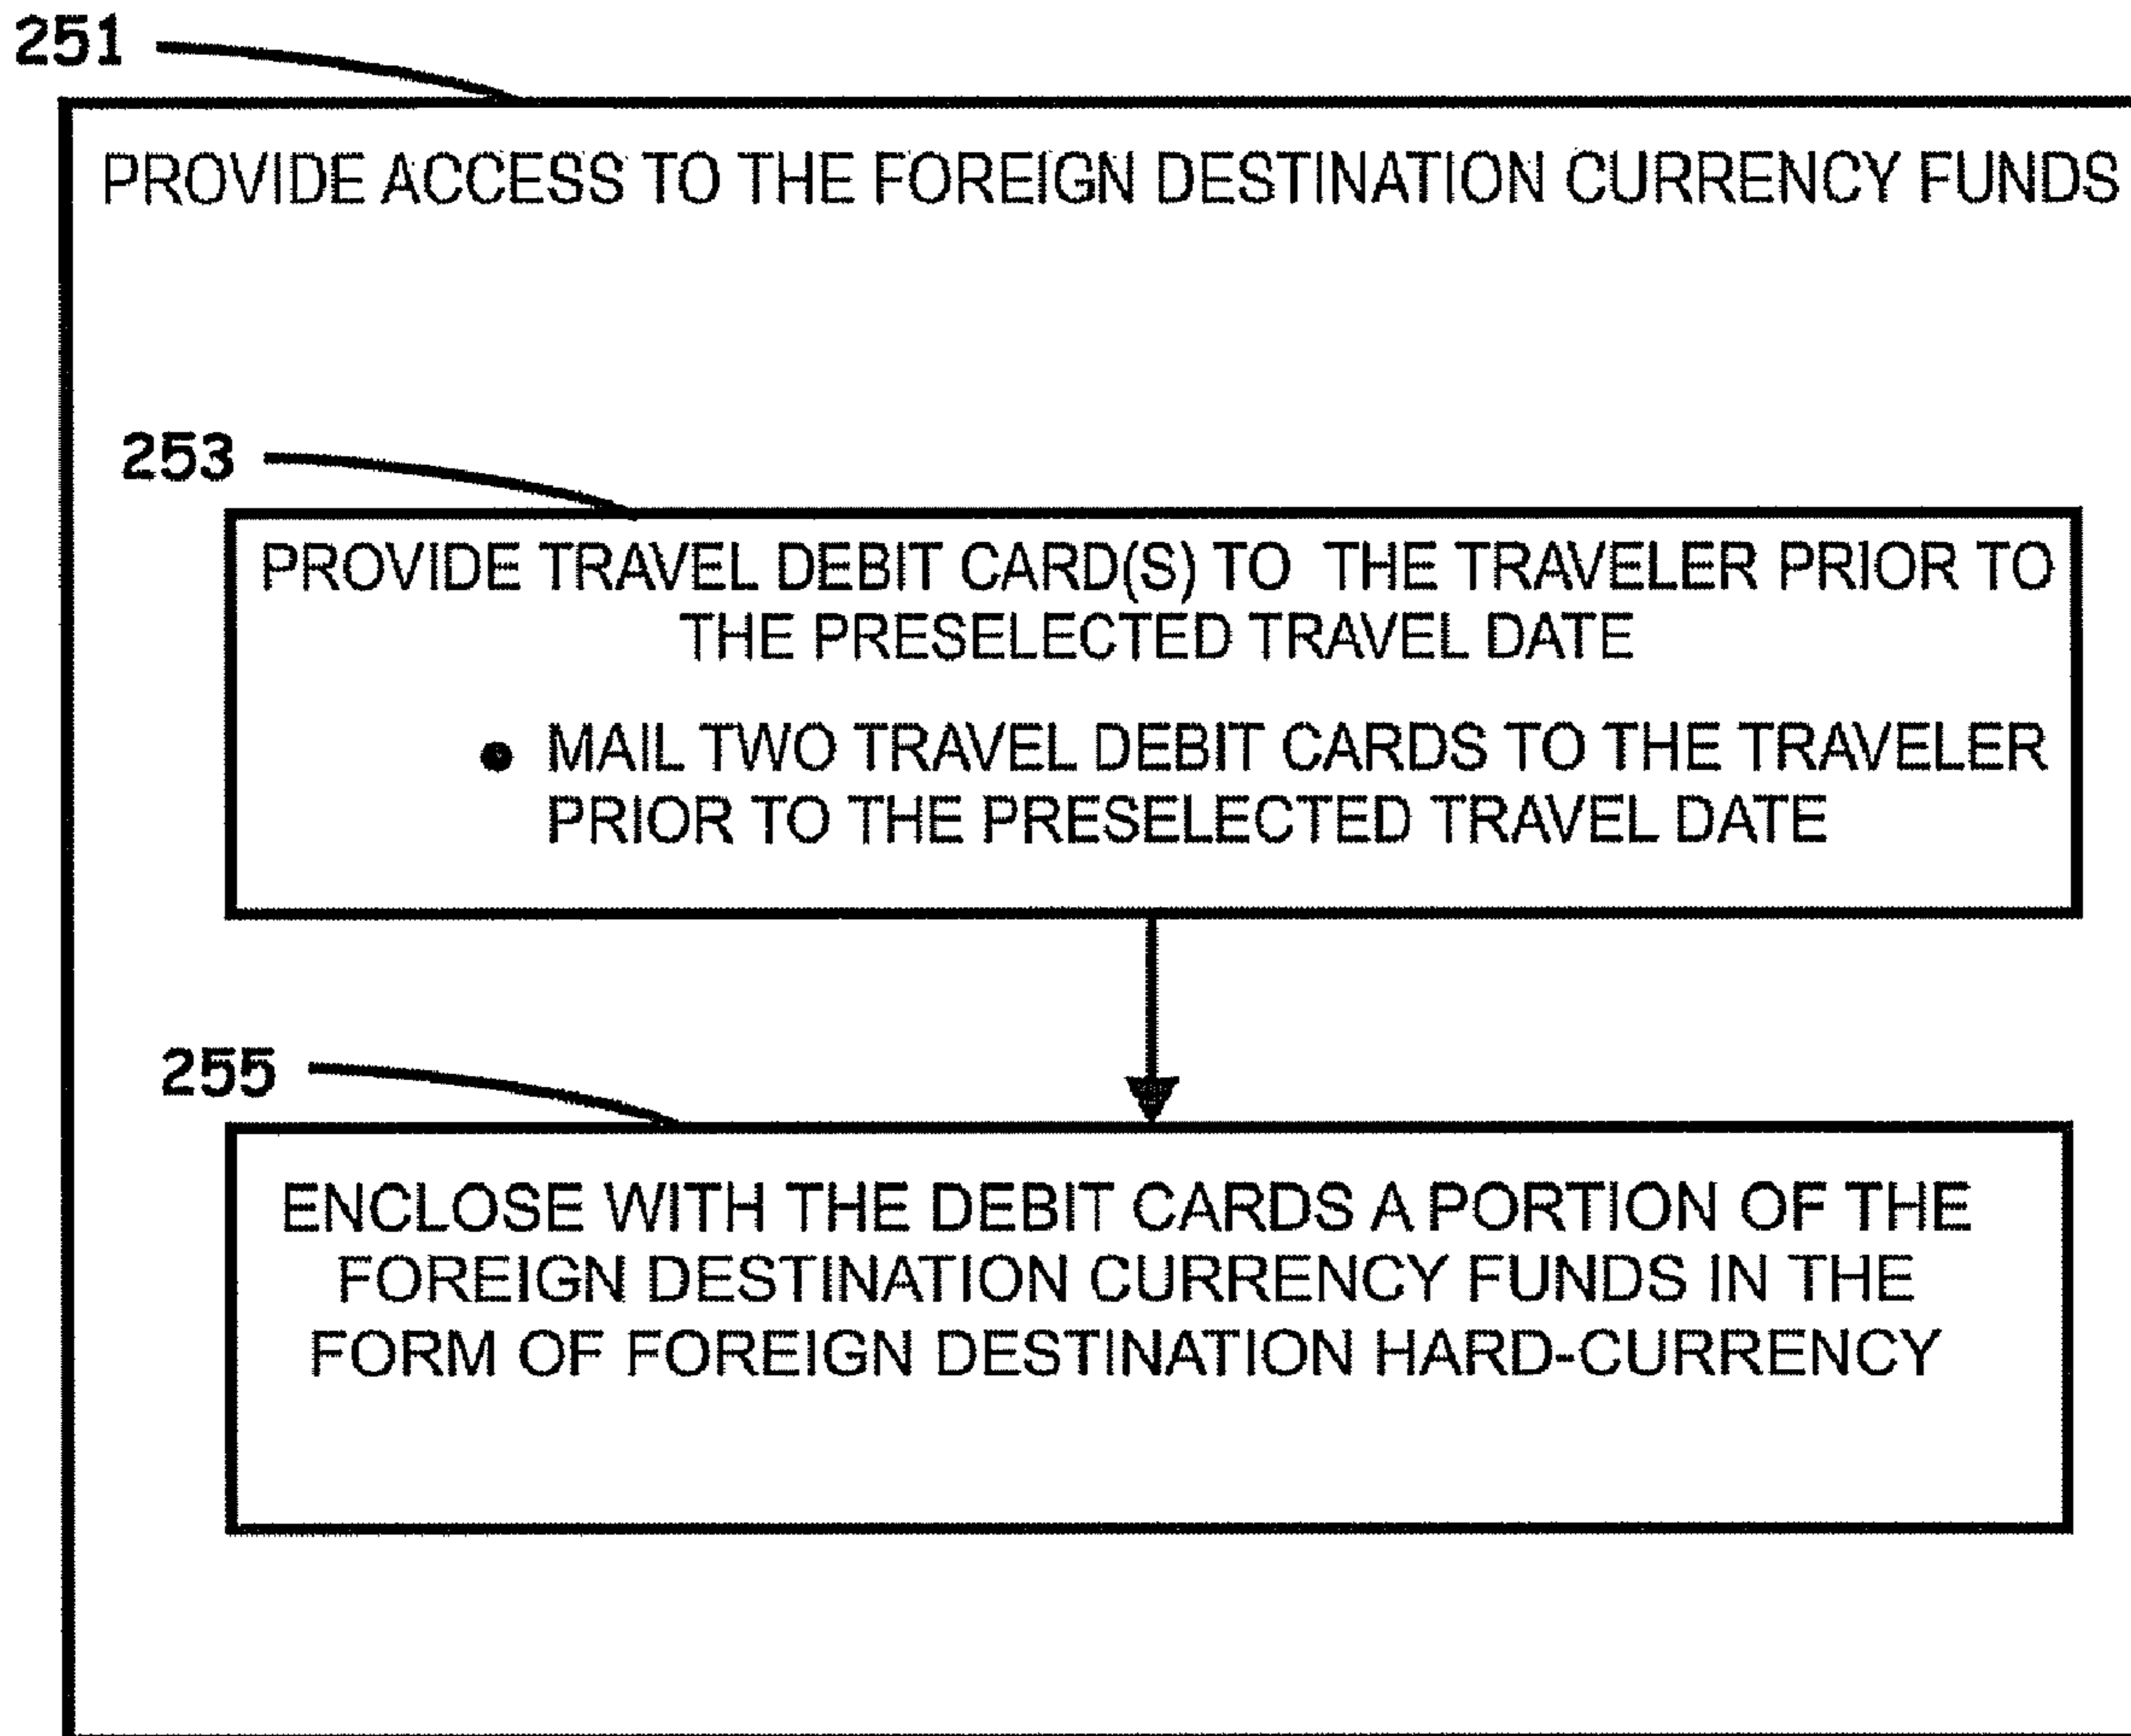 251
PROVIDE ACCESS TO THE FOREIGN DESTINATION CURRENCY FUNDS
253
PROVIDE TRAVEL DEBIT CARD(S) TO THE TRAVELER PRIOR TO
THE PRESELECTED TRAVEL DATE
• MAIL TWO TRAVEL DEBIT CARDS TO THE TRAVELER
PRIOR TO THE PRESELECTED TRAVEL DATE
255
ENCLOSE WITH THE DEBIT CARDS A PORTION OF THE
FOREIGN DESTINATION CURRENCY FUNDS IN THE
FORM OF FOREIGN DESTINATION HARD-CURRENCY